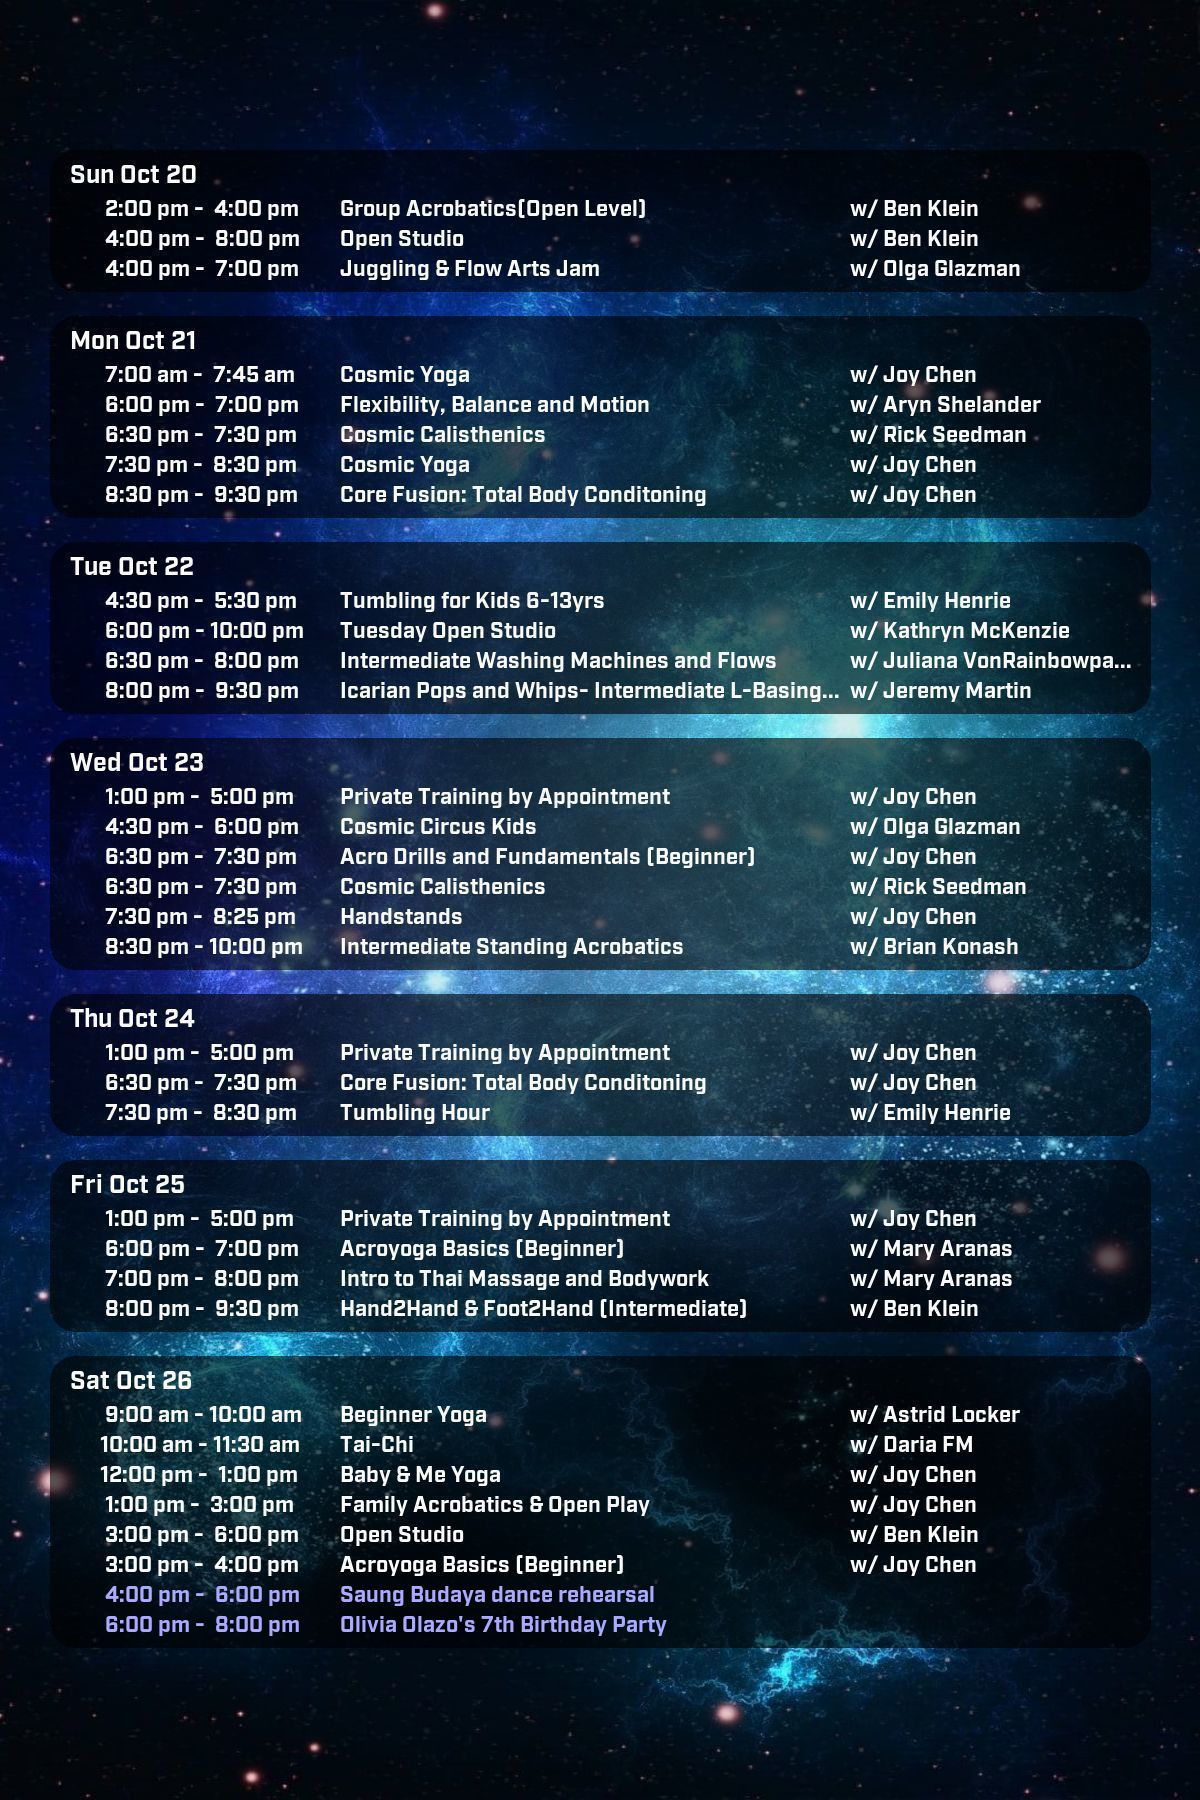 Sun Oct 20
2:00 pm - 4:00 pm Group Acrobatics(Open Level) w/ Ben Klein
4:00 pm - 8:00 pm Open Studio w/ Ben Klein
4:00 pm - 7:00 pm Juggling & Flow Arts Jam w/ Olga Glazman
Mon Oct 21
7:00 am - 7:45 am Cosmic Yoga w/ Joy Chen
6:00 pm - 7:00 pm Flexibility, Balance and Motion w/ Aryn Shelander
6:30 pm - 7:30 pm Cosmic Calisthenics w/ Rick Seedman
7:30 pm - 8:30 pm Cosmic Yoga w/ Joy Chen
8:30 pm - 9:30 pm Core Fusion: Total Body Conditoning w/ Joy Chen
Tue Oct 22
4:30 pm - 5:30 pm Tumbling for Kids 6-13yrs w/ Emily Henrie
6:00 pm - 10:00 pm Tuesday Open Studio w/ Kathryn McKenzie
6:30 pm - 8:00 pm Intermediate Washing Machines and Flows w/ Juliana VonRainbowpa...
8:00 pm - 9:30 pm Icarian Pops and Whips- Intermediate L-Basing... w/ Jeremy Martin
Wed Oct 23
1:00 pm - 5:00 pm Private Training by Appointment w/ Joy Chen
4:30 pm - 6:00 pm Cosmic Circus Kids w/ Olga Glazman
6:30 pm - 7:30 pm Acro Drills and Fundamentals (Beginner) w/ Joy Chen
6:30 pm - 7:30 pm Cosmic Calisthenics w/ Rick Seedman
7:30 pm - 8:25 pm Handstands w/ Joy Chen
8:30 pm - 10:00 pm Intermediate Standing Acrobatics w/ Brian Konash
Thu Oct 24
1:00 pm - 5:00 pm Private Training by Appointment w/ Joy Chen
6:30 pm - 7:30 pm Core Fusion: Total Body Conditoning w/ Joy Chen
7:30 pm - 8:30 pm Tumbling Hour w/ Emily Henrie
Fri Oct 25
1:00 pm - 5:00 pm Private Training by Appointment w/ Joy Chen
6:00 pm - 7:00 pm Acroyoga Basics (Beginner) w/ Mary Aranas
7:00 pm - 8:00 pm Intro to Thai Massage and Bodywork w/ Mary Aranas
8:00 pm - 9:30 pm Hand2Hand & Foot2Hand (Intermediate) w/ Ben Klein
Sat Oct 26
9:00 am - 10:00 am Beginner Yoga w/ Astrid Locker
10:00 am - 11:30 am Tai-Chi w/ Daria FM
12:00 pm - 1:00 pm Baby & Me Yoga w/ Joy Chen
1:00 pm - 3:00 pm Family Acrobatics & Open Play w/ Joy Chen
3:00 pm - 6:00 pm Open Studio w/ Ben Klein
3:00 pm - 4:00 pm Acroyoga Basics (Beginner) w/ Joy Chen
4:00 pm - 6:00 pm Saung Budaya dance rehearsal
6:00 pm - 8:00 pm Olivia Olazo's 7th Birthday Party